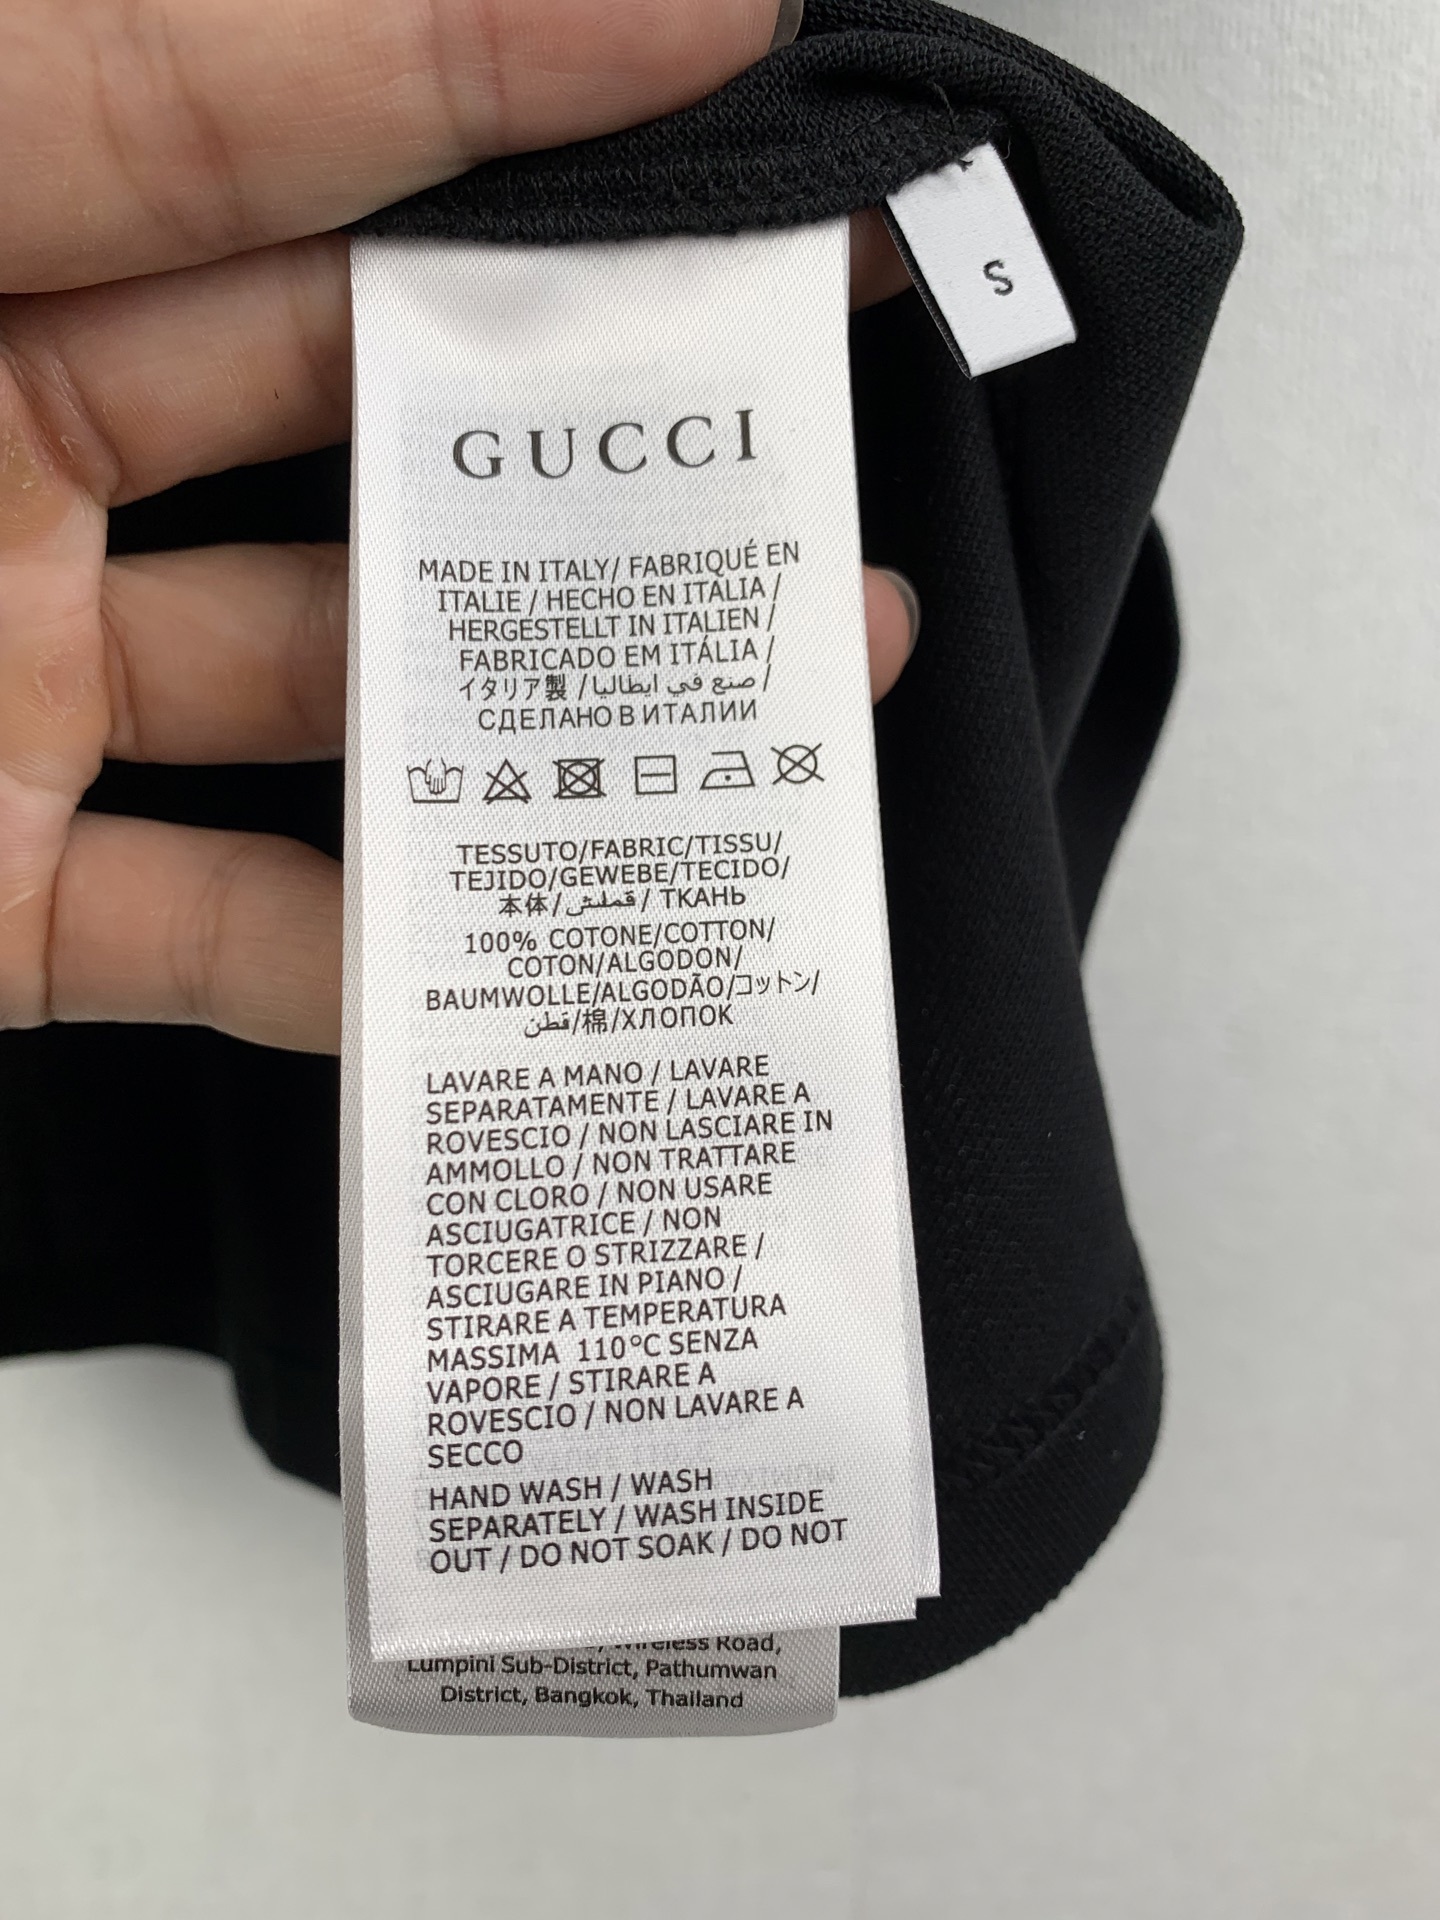 S
GUCCI
MADE IN ITALY/ FABRIQUÉ EN
ITALIE / HECHO EN ITALIA /
HERGESTELLT IN ITALIEN /
FABRICADO EM ITÁLIA /
イタリア製 / صنع في ايطاليا /
СДЕЛАНО В ИТАЛИИ
TESSUTO/FABRIC/TISSU/
TEJIDO/GEWEBE/TECIDO/
本体/ قملش/ ТКАНЬ
100% COTONE/COTTON/
COTON/ALGODON/
BAUMWOLLE/ALGODÃO/コットン/
قطن/棉/ХЛОПОК
LAVARE A MANO / LAVARE
SEPARATAMENTE / LAVARE A
ROVESCIO / NON LASCIARE IN
AMMOLLO / NON TRATTARE
CON CLORO / NON USARE
ASCIUGATRICE / NON
TORCERE O STRIZZARE /
ASCIUGARE IN PIANO /
STIRARE A TEMPERATURA
MASSIMA 110°C SENZA
VAPORE / STIRARE A
ROVESCIO / NON LAVARE A
SECCO
HAND WASH / WASH
SEPARATELY / WASH INSIDE
OUT / DO NOT SOAK / DO NOT
Wireless Road,
Lumpini Sub-District, Pathumwan
District, Bangkok, Thailand